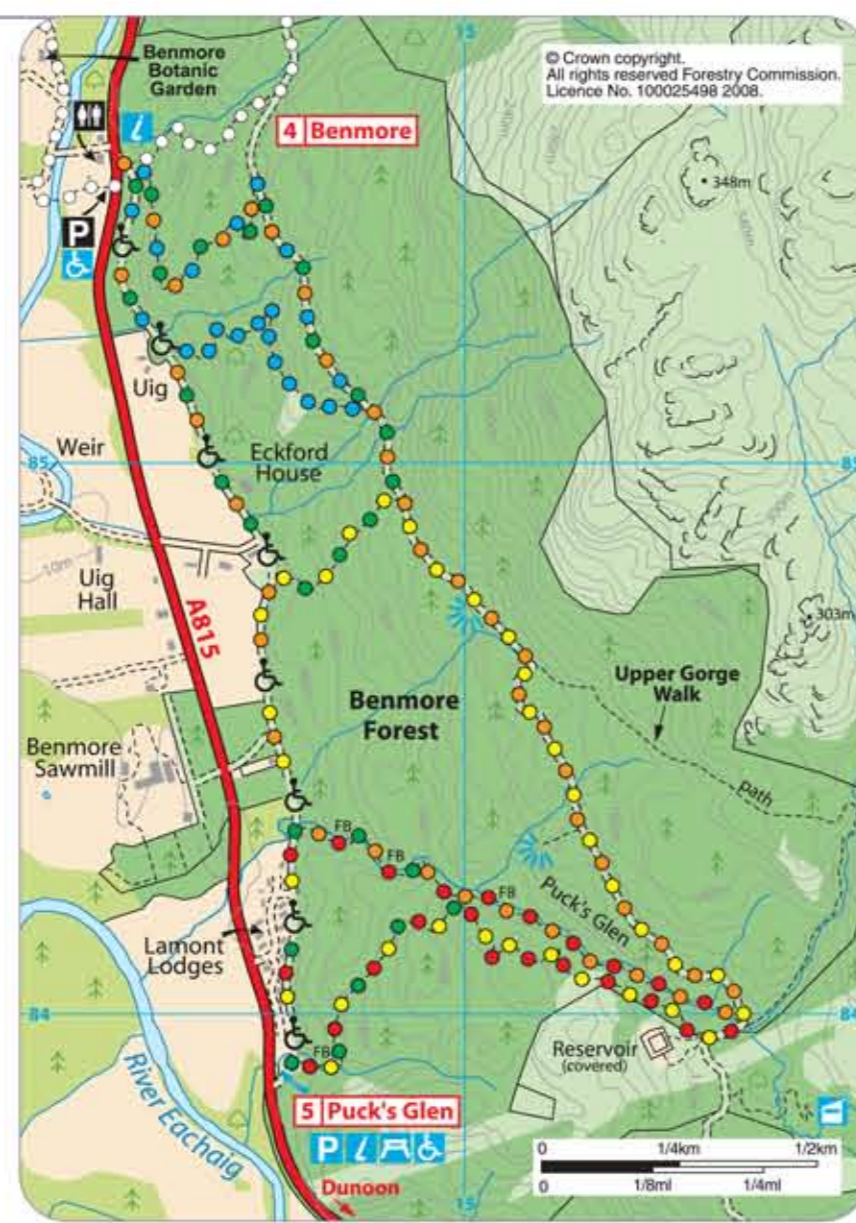 15
Benmore
Botanic
Garden
© Crown copyright.
All rights reserved Forestry Commission.
Licence No. 100025498 2008.
i
4 Benmore
348m
P
Uig
Weir
Eckford
House
85
85
10m
Uig
Hall
A815
303m
Upper Gorge
Walk
Benmore
Forest
Benmore
Sawmill
path
FB
FB
FB
Puck's Glen
Lamont
Lodges
84
84
Reservoir
(covered)
FB
River Eachaig
5 Puck's Glen
P i
0 1/4km 1/2km
0 1/8ml 1/4ml
Dunoon
15